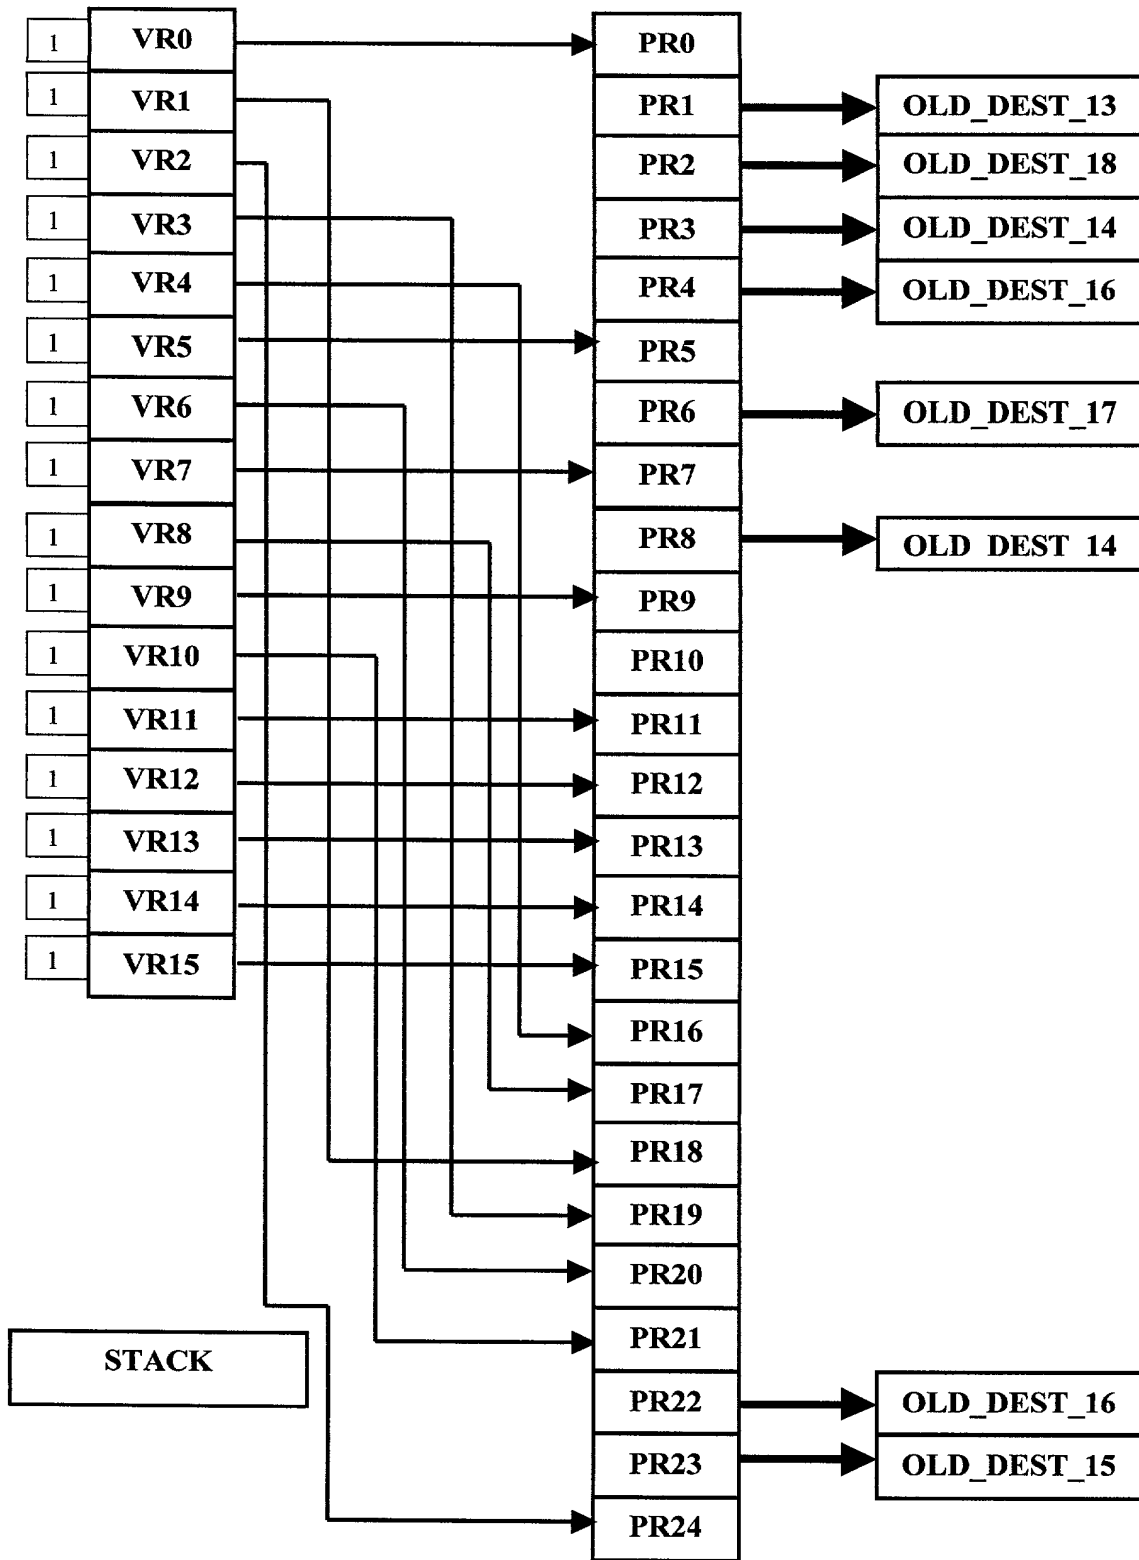 1 VR0 PR0
1 VR1 PR1 OLD_DEST_13
1 VR2 PR2 OLD_DEST_18
1 VR3 PR3 OLD_DEST_14
1 VR4 PR4 OLD_DEST_16
1 VR5 PR5
1 VR6 PR6 OLD_DEST_17
1 VR7 PR7
1 VR8 PR8 OLD DEST 14
1 VR9 PR9
1 VR10 PR10
1 VR11 PR11
1 VR12 PR12
1 VR13 PR13
1 VR14 PR14
1 VR15 PR15
PR16
PR17
PR18
PR19
PR20
PR21
STACK
PR22 OLD_DEST_16
PR23 OLD_DEST_15
PR24